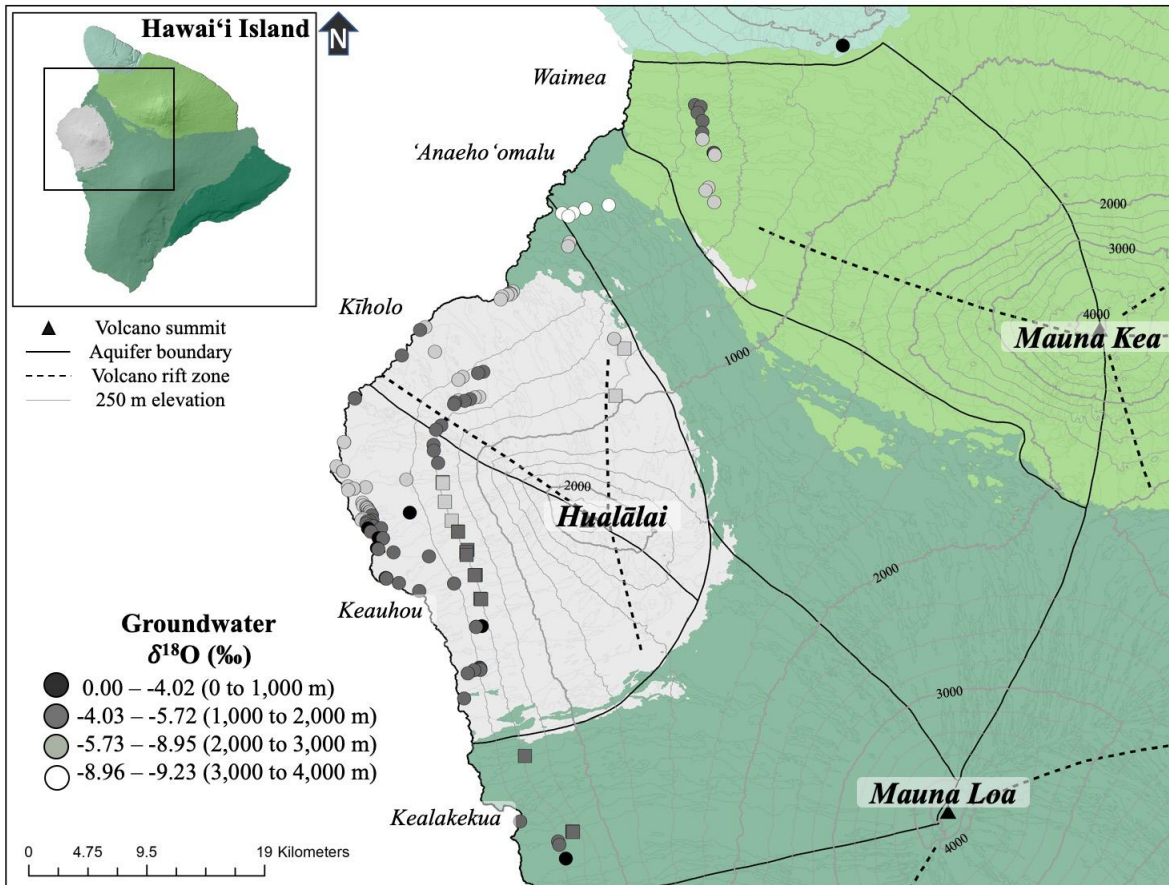 Hawai‘i Island
N
Volcano summit
Aquifer boundary
Volcano rift zone
250 m elevation
Waimea
‘Anaeho ‘omalu
2000
3000
Kīholo
4000
Mauna Kea
1000
2000
Hualālai
2000
Keauhou
Groundwater
δ18O (‰)
0.00 – -4.02 (0 to 1,000 m)
-4.03 – -5.72 (1,000 to 2,000 m)
-5.73 – -8.95 (2,000 to 3,000 m)
-8.96 – -9.23 (3,000 to 4,000 m)
3000
Mauna Loa
Kealakekua
4000
0 4.75 9.5 19 Kilometers